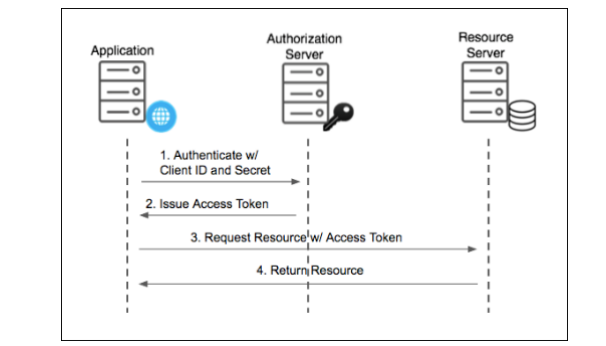 Application
Authorization
Server
Resource
Server
1. Authenticate w/
Client ID and Secret
2. Issue Access Token
3. Request Resource w/ Access Token
4. Return Resource